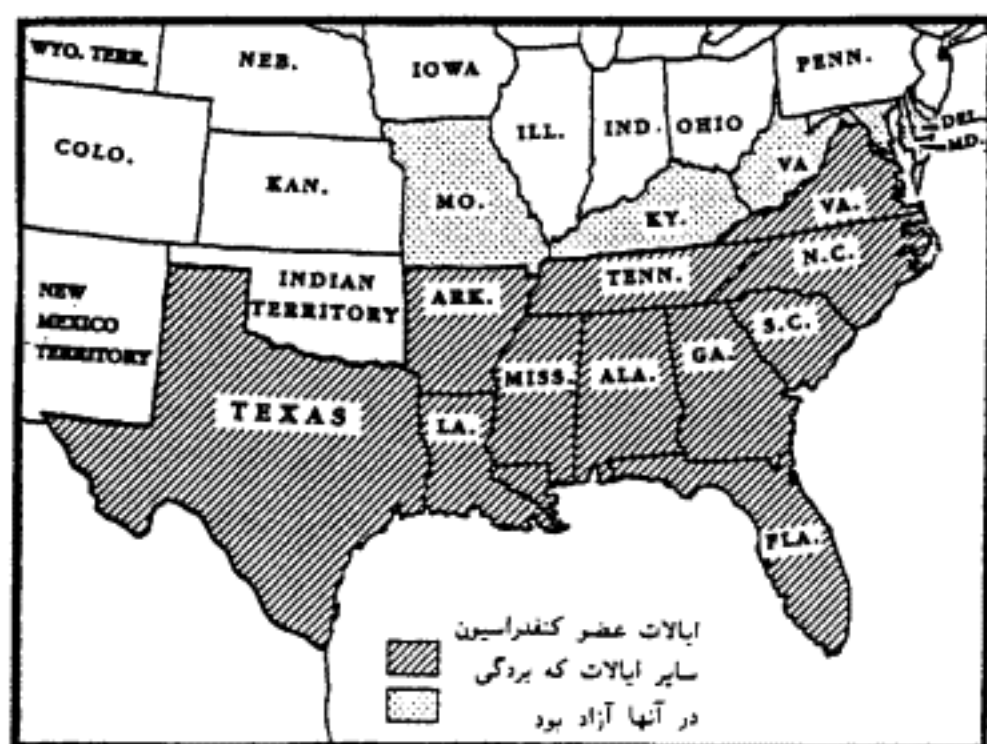 WYO. TERR.
NEB.
IOWA
PENN.
COLO.
ILL.
IND.
OHIO
DEL.
MD.
KAN.
MO.
VA
KY.
VA.
NEW
MEXICO
TERRITORY
INDIAN
TERRITORY
ARK.
TENN.
N.C.
S.C.
TEXAS
LA.
MISS.
ALA.
GA.
FLA.
ایالات عضو کنفدراسیون
سایر ایالات که بردگی
در آنها آزاد بود